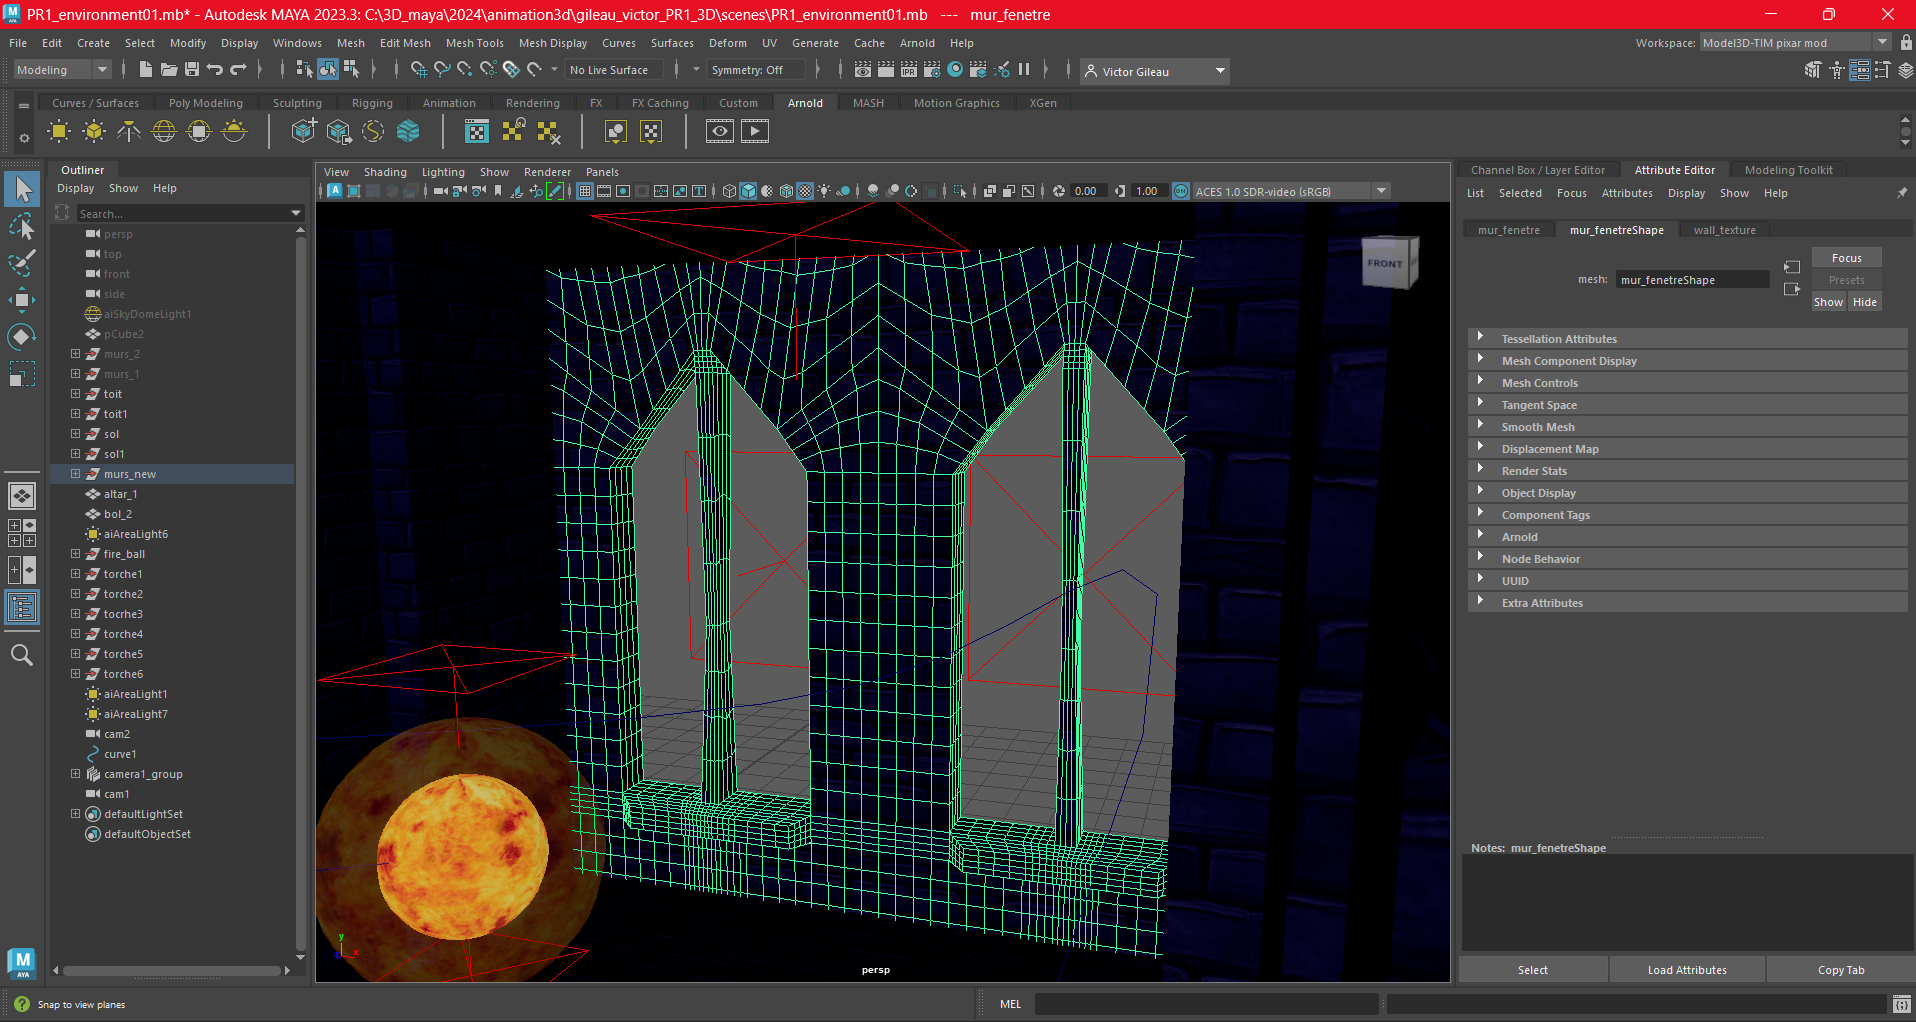 PR1_environment01.mb* - Autodesk MAYA 2023.3: C:\3D_maya\2024\animation3d\gileau_victor_PR1_3D\scenes\PR1_environment01.mb --- mur_fenetre
File Edit Create Select Modify Display Windows Mesh Edit Mesh Mesh Tools Mesh Display Curves Surfaces Deform UV Generate Cache Arnold Help
Workspace: Model3D-TIM pixar mod
Modeling
No Live Surface
Symmetry: Off
IPR
Victor Gileau
Curves / Surfaces Poly Modeling Sculpting Rigging Animation Rendering FX FX Caching Custom Arnold MASH Motion Graphics XGen
Outliner
Display Show Help
Search...
persp
top
front
side
aiSkyDomeLight1
pCube2
murs_2
murs_1
toit
toit1
sol
sol1
murs_new
altar_1
bol_2
aiAreaLight6
fire_ball
torche1
torche2
tocrhe3
torche4
torche5
torche6
aiAreaLight1
aiAreaLight7
cam2
curve1
camera1_group
cam1
defaultLightSet
defaultObjectSet
View Shading Lighting Show Renderer Panels
0.00
1.00
ON
ACES 1.0 SDR-video (sRGB)
FRONT
y
x
persp
Channel Box / Layer Editor Attribute Editor Modeling Toolkit
List Selected Focus Attributes Display Show Help
mur_fenetre mur_fenetreShape wall_texture
mesh: mur_fenetreShape
Focus
Presets
Show Hide
Tessellation Attributes
Mesh Component Display
Mesh Controls
Tangent Space
Smooth Mesh
Displacement Map
Render Stats
Object Display
Component Tags
Arnold
Node Behavior
UUID
Extra Attributes
Notes: mur_fenetreShape
Select Load Attributes Copy Tab
M
AYA
Snap to view planes
MEL